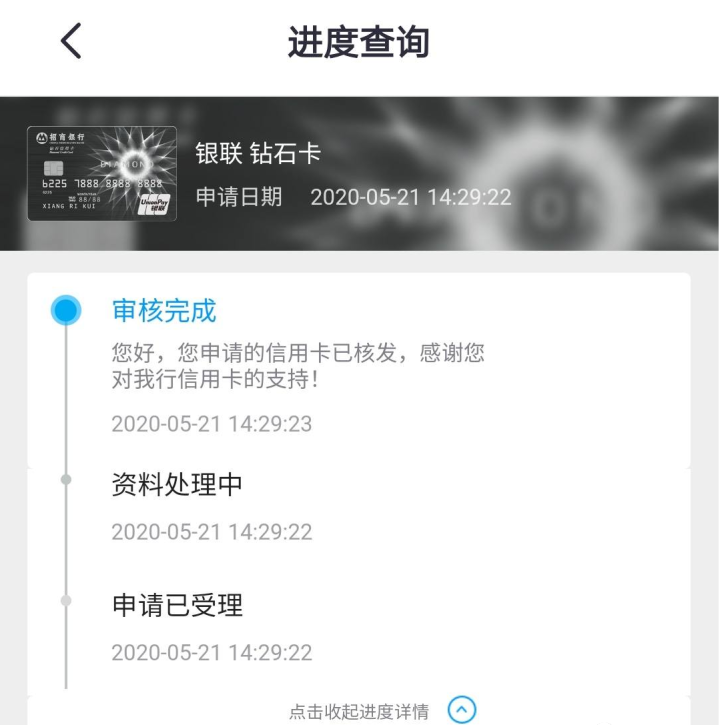 进度查询
招商银行
DIAMOND
银联 钻石卡
6225 7888 8888 8888
申请日期 2020-05-21 14:29:22
88/88
UnionPay
XIANG RI KUI
银联
审核完成
您好，您申请的信用卡已核发，感谢您
对我行信用卡的支持！
2020-05-21 14:29:23
资料处理中
2020-05-21 14:29:22
申请已受理
2020-05-21 14:29:22
点击收起进度详情